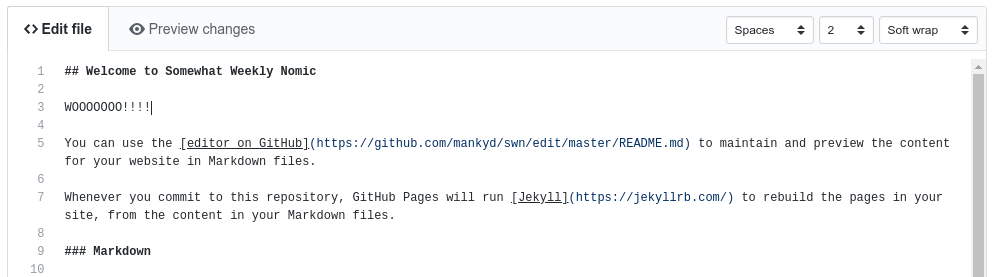 <> Edit file Preview changes Spaces 2 Soft wrap
1 ## Welcome to Somewhat Weekly Nomic
2
3 WOOOOOOO!!!!
4
5 You can use the [editor on GitHub](https://github.com/mankyd/swn/edit/master/README.md) to maintain and preview the content
for your website in Markdown files.
6
7 Whenever you commit to this repository, GitHub Pages will run [Jekyll](https://jekyllrb.com/) to rebuild the pages in your
site, from the content in your Markdown files.
8
9 ### Markdown
10